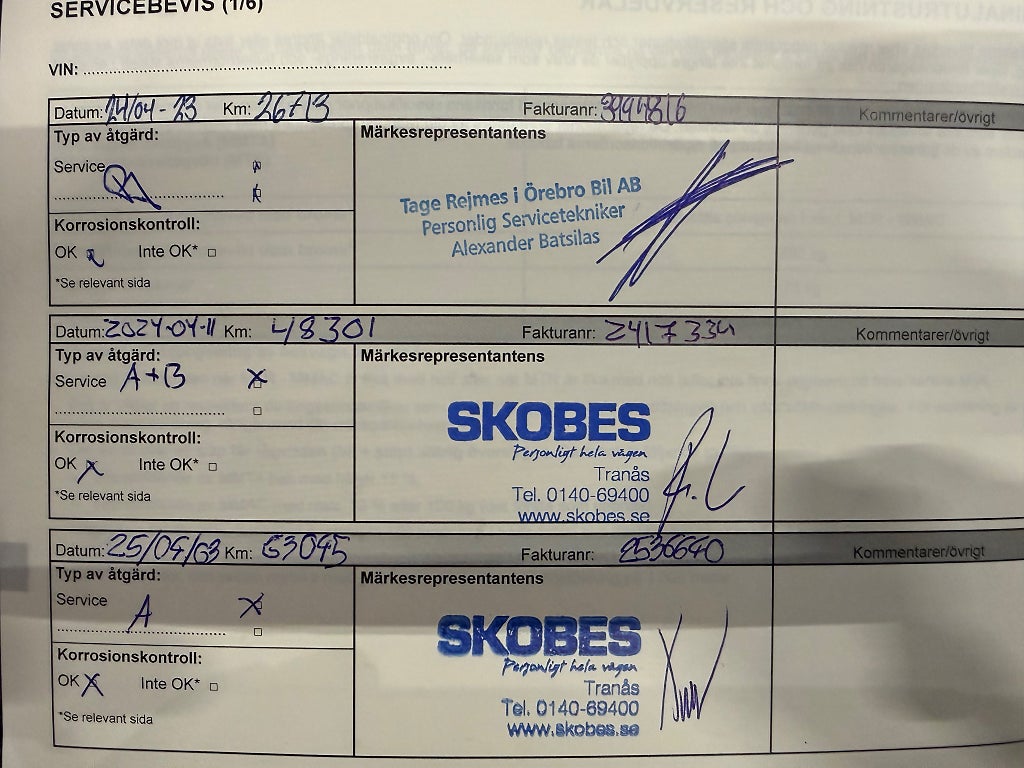 SERVICEBEVIS (1/6)
VIN:
Datum: 24/04-23 Km: 26713 Fakturanr: Kommentarer/övrigt
Typ av åtgärd: Märkesrepresentantens
Service
Tage Rejmes i Örebro Bil AB
Personlig Servicetekniker
Alexander Batsilas
Korrosionskontroll:
OK Inte OK*
*Se relevant sida
Datum: 2024-04-11 Km: 48301 Fakturanr: 2417334 Kommentarer/övrigt
Typ av åtgärd: Märkesrepresentantens
Service A+B X
SKOBES
Personligt hela vägen
Tranås
Tel. 0140-69400
www.skobes.se
Korrosionskontroll:
OK X Inte OK*
*Se relevant sida
Datum: Km: 63045 Fakturanr: 2536640 Kommentarer/övrigt
Typ av åtgärd: Märkesrepresentantens
Service A X
SKOBES
Personligt hela vägen
Tranås
Tel. 0140-69400
www.skobes.se
Korrosionskontroll:
OK X Inte OK*
*Se relevant sida